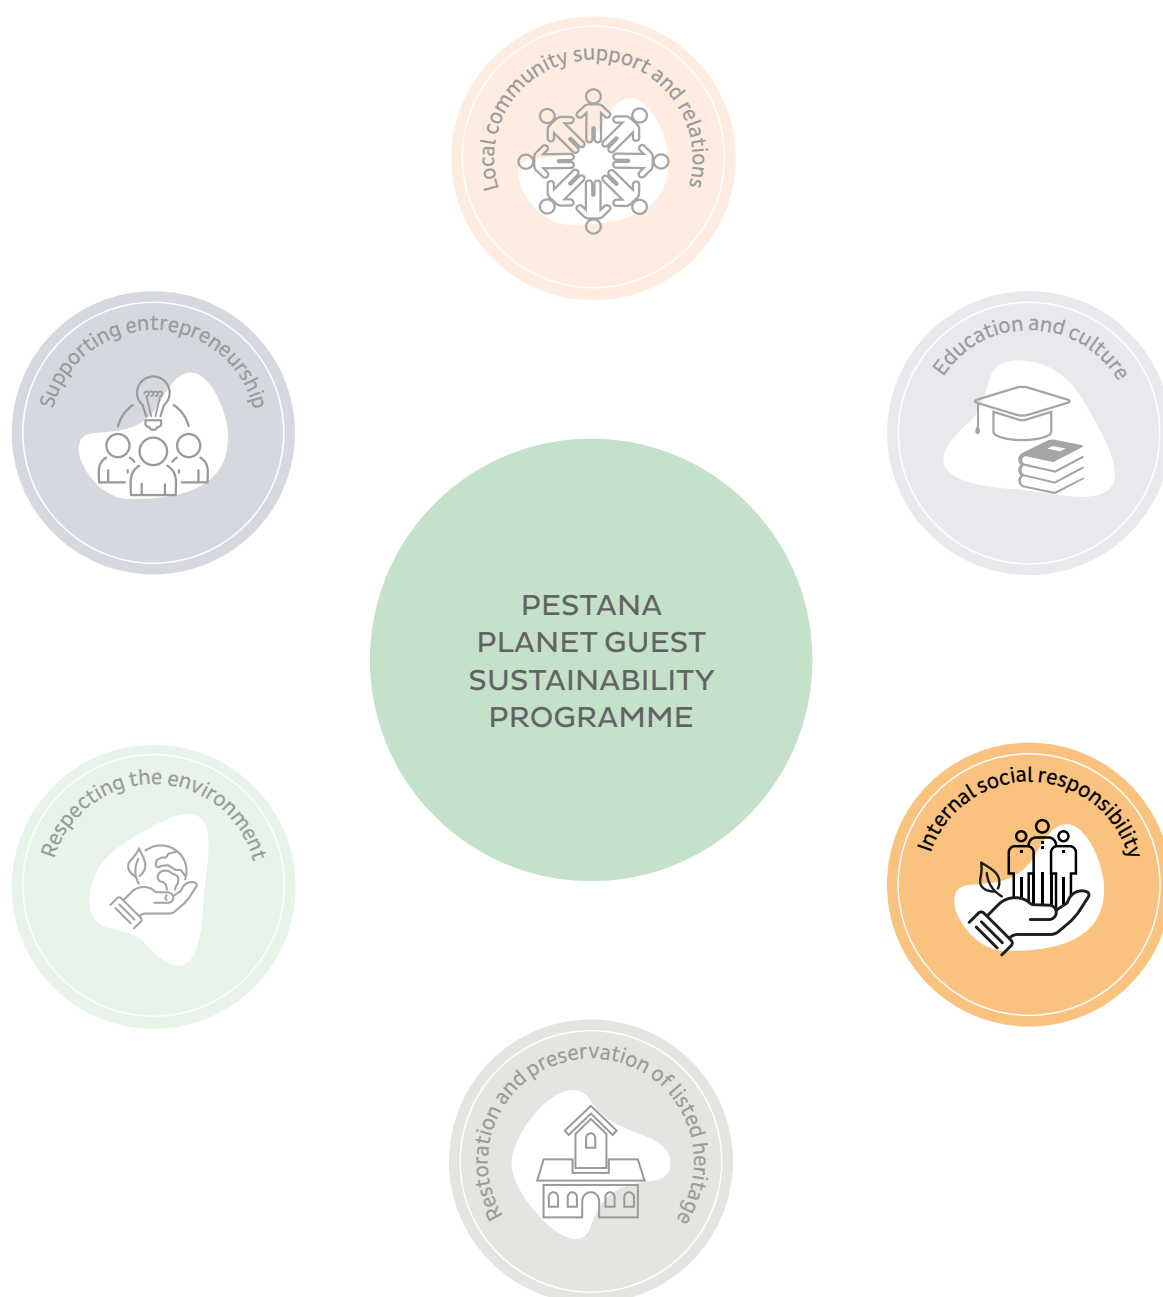 Local community support and relations
Supporting entrepreneurship
Education and culture
PESTANA
PLANET GUEST
SUSTAINABILITY
PROGRAMME
Respecting the environment
Internal social responsibility
Restoration and preservation of listed heritage